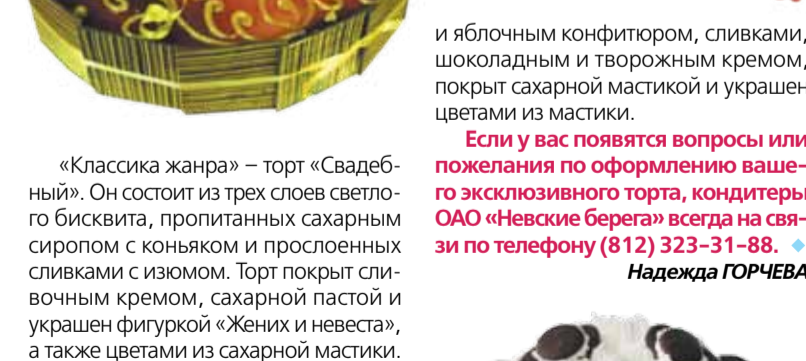 «Классика жанра» – торт «Свадеб-
ный». Он состоит из трех слоев светло-
го бисквита, пропитанных сахарным
сиропом с коньяком и прослоенных
сливками с изюмом. Торт покрыт сли-
вочным кремом, сахарной пастой и
украшен фигуркой «Жених и невеста»,
а также цветами из сахарной мастики.
и яблочным конфитюром, сливками,
шоколадным и творожным кремом,
покрыт сахарной мастикой и украшен
цветами из мастики.
Если у вас появятся вопросы или
пожелания по оформлению ваше-
го эксклюзивного торта, кондитеры
ОАО «Невские берега» всегда на свя-
зи по телефону (812) 323-31-88.
Надежда ГОРЧЕВА